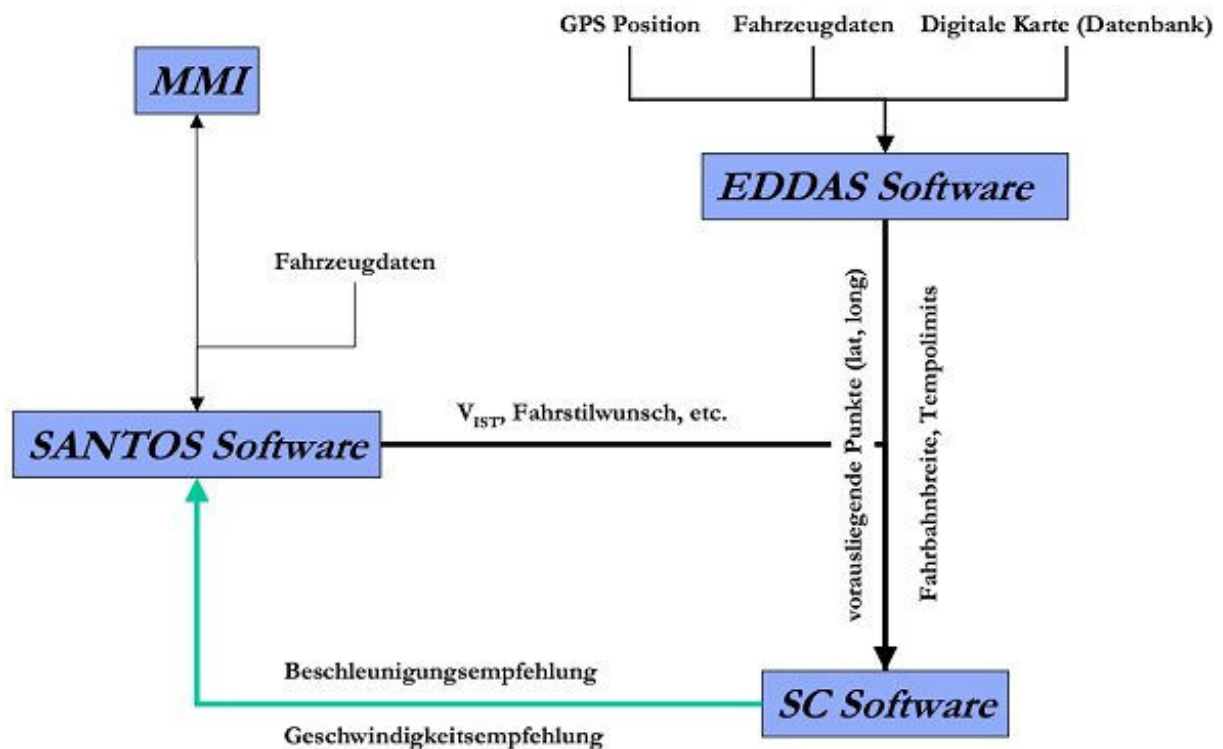 GPS Position
Fahrzeugdaten
Digitale Karte (Datenbank)
MMI
EDDAS Software
Fahrzeugdaten
vorausliegende Punkte (lat, long)
Fahrbahnbreite, Tempolimits
V_IST, Fahrstilwunsch, etc.
SANTOS Software
Beschleunigungsempfehlung
Geschwindigkeitsempfehlung
SC Software